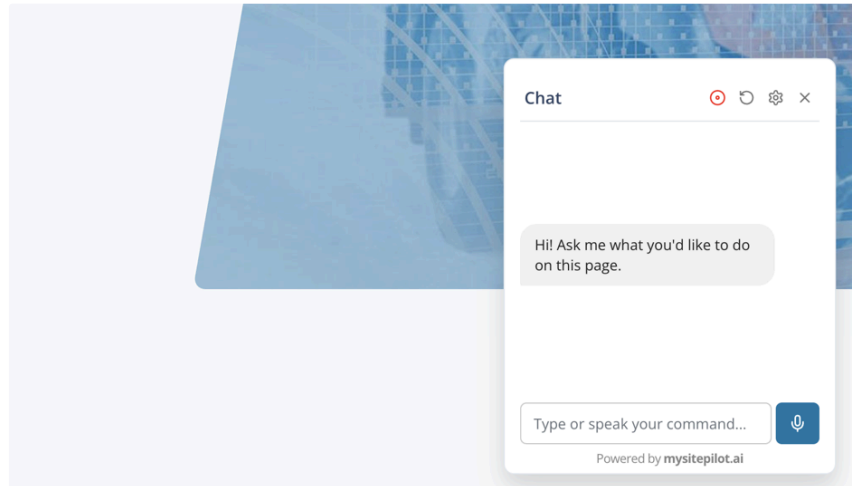 Chat
Hi! Ask me what you'd like to do
on this page.
Type or speak your command...
Powered by mysitepilot.ai